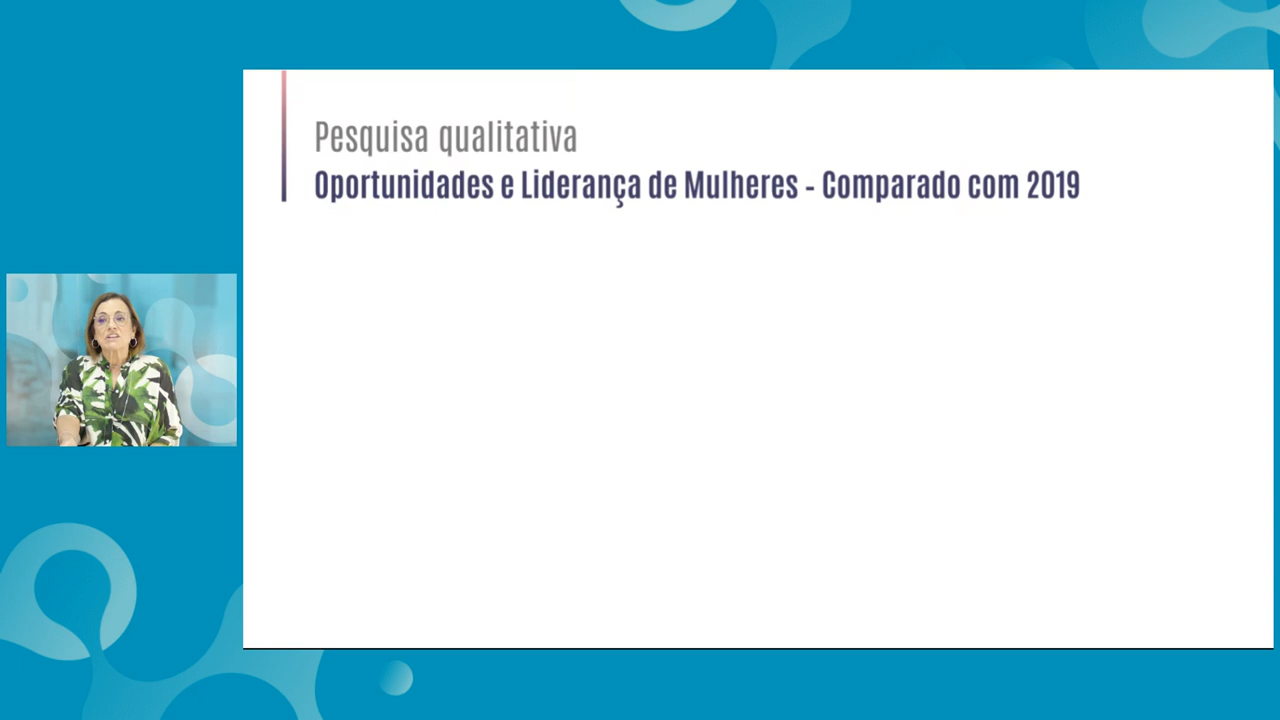 Pesquisa qualitativa
Oportunidades e Liderança de Mulheres - Comparado com 2019